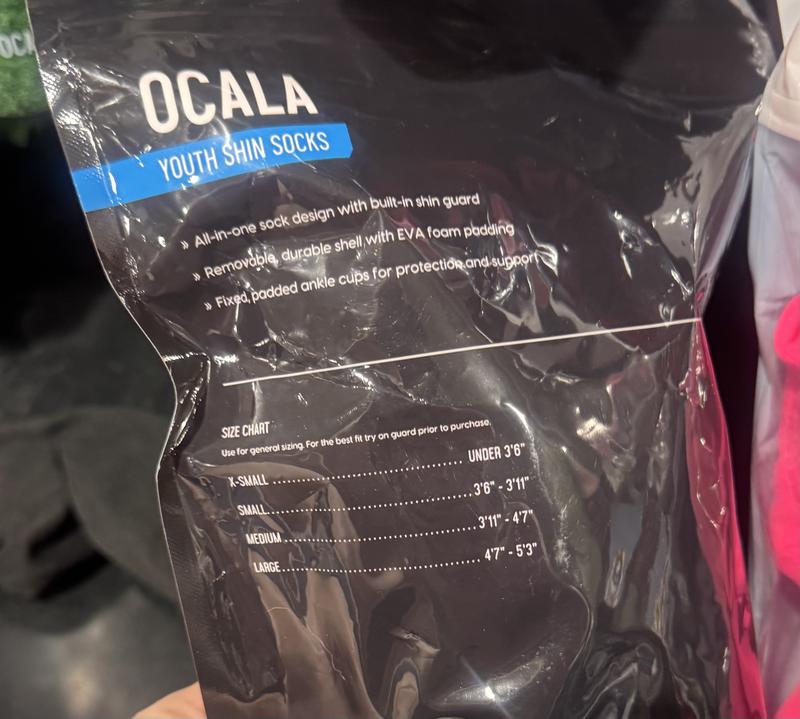 OCALA
YOUTH SHIN SOCKS
» All-in-one sock design with built-in shin guard
» Removable, durable shell with EVA foam padding
» Fixed, padded ankle cups for protection and support
SIZE CHART
Use for general sizing. For the best fit try on guard prior to purchase.
X-SMALL........................................UNDER 3'6"
SMALL........................................3'6" - 3'11"
MEDIUM........................................3'11" - 4'7"
LARGE........................................4'7" - 5'3"